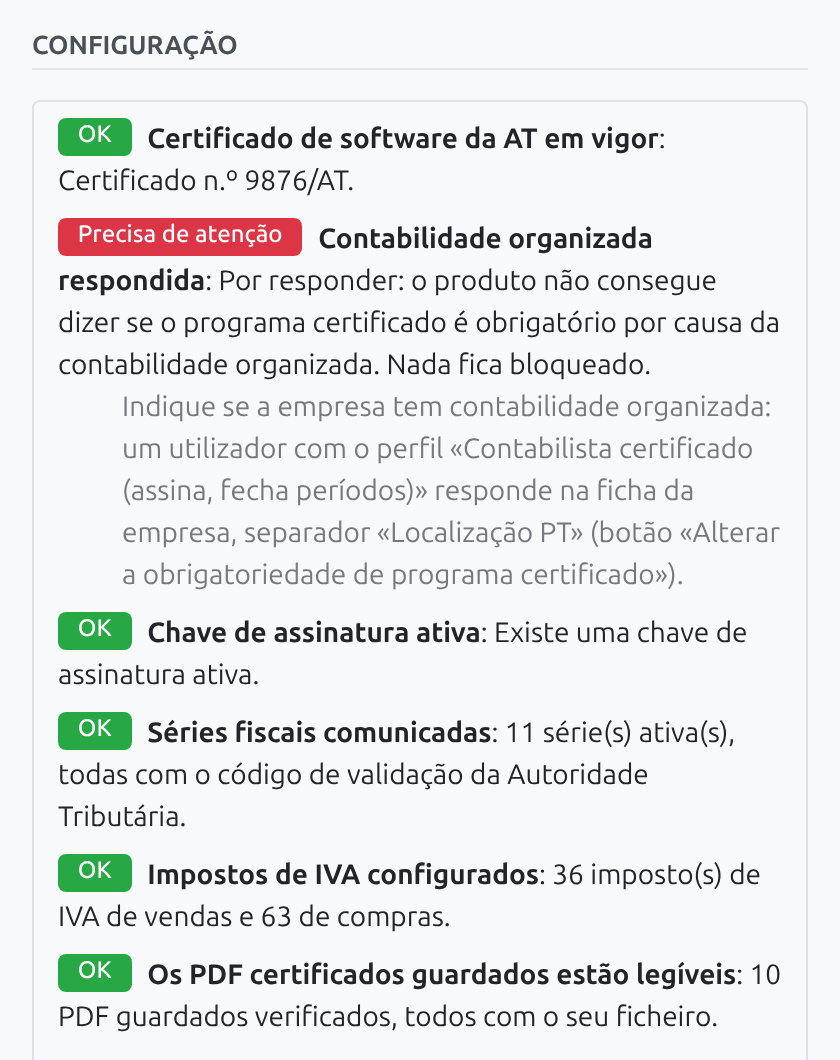 CONFIGURAÇÃO
OK Certificado de software da AT em vigor:
Certificado n.º 9876/AT.
Precisa de atenção Contabilidade organizada
respondida: Por responder: o produto não consegue
dizer se o programa certificado é obrigatório por causa da
contabilidade organizada. Nada fica bloqueado.
Indique se a empresa tem contabilidade organizada:
um utilizador com o perfil «Contabilista certificado
(assina, fecha períodos)» responde na ficha da
empresa, separador «Localização PT» (botão «Alterar
a obrigatoriedade de programa certificado»).
OK Chave de assinatura ativa: Existe uma chave de
assinatura ativa.
OK Séries fiscais comunicadas: 11 série(s) ativa(s),
todas com o código de validação da Autoridade
Tributária.
OK Impostos de IVA configurados: 36 imposto(s) de
IVA de vendas e 63 de compras.
OK Os PDF certificados guardados estão legíveis: 10
PDF guardados verificados, todos com o seu ficheiro.